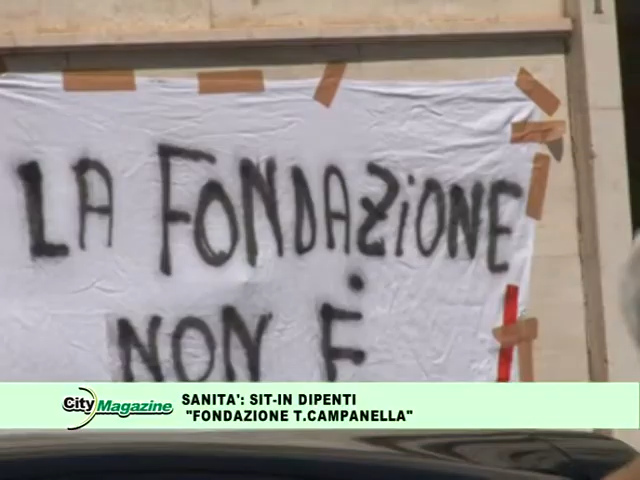 LA FONDAZIONE
NON È
City Magazine
SANITA': SIT-IN DIPENTI
"FONDAZIONE T.CAMPANELLA"